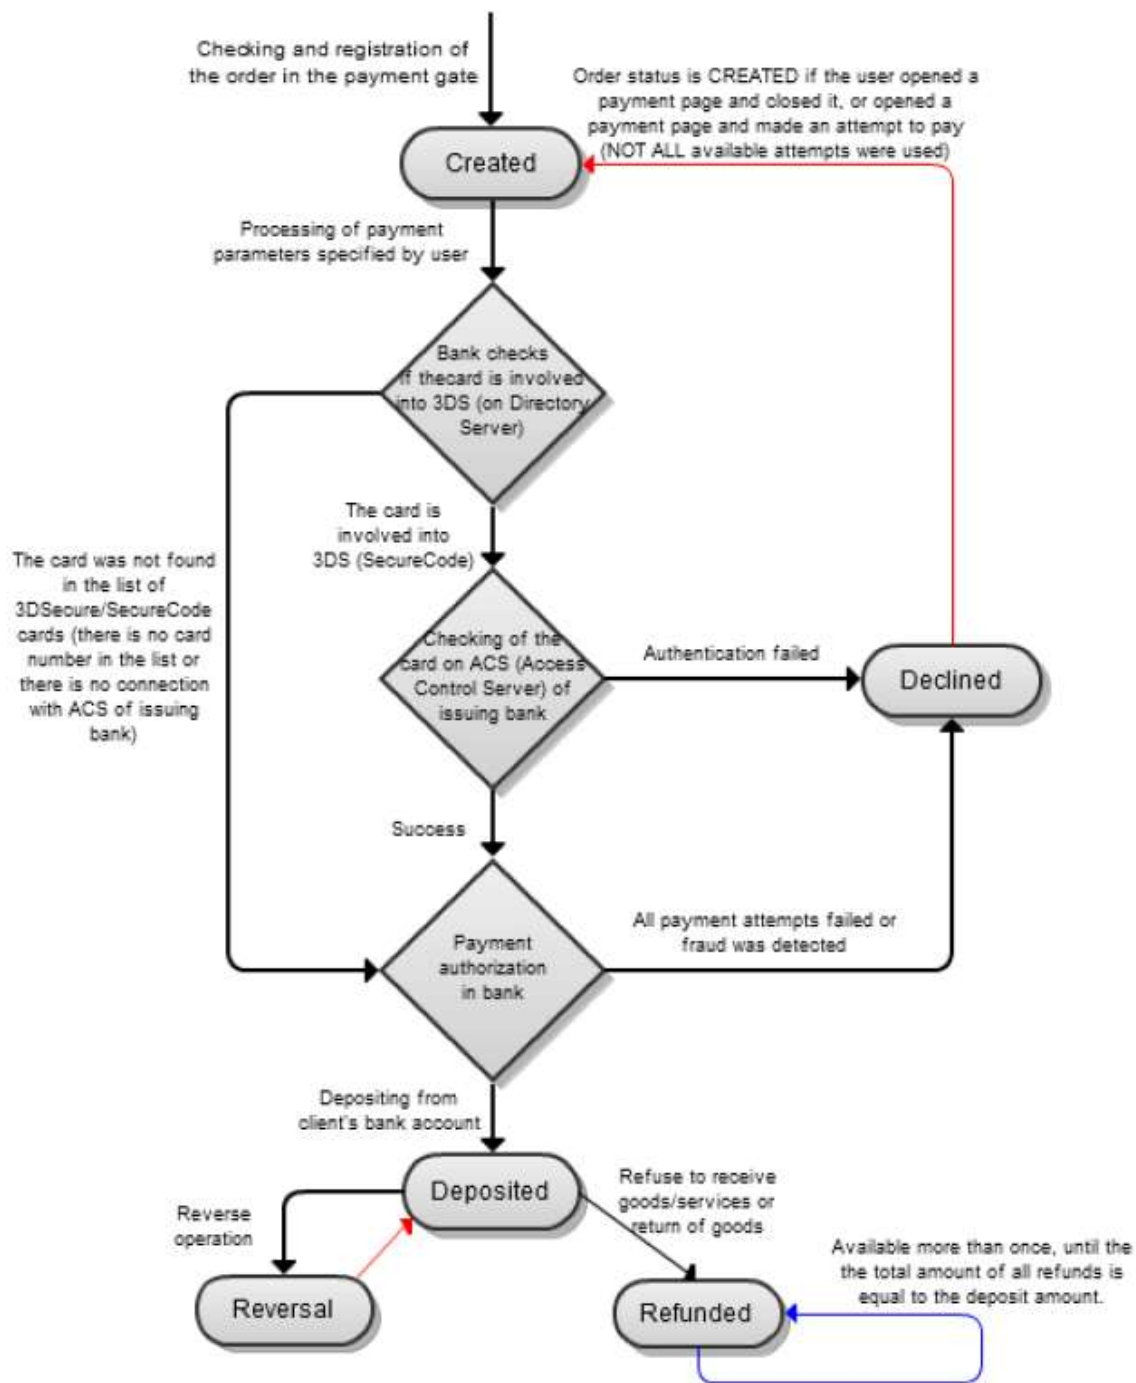 Checking and registration of
the order in the payment gate
Order status is CREATED if the user opened a
payment page and closed it, or opened a
payment page and made an attempt to pay
(NOT ALL available attempts were used)
Created
Processing of payment
parameters specified by user
Bank checks
if thecard is involved
into 3DS (on Directory
Server)
The card is
involved into
3DS (SecureCode)
The card was not found
in the list of
3DSecure/SecureCode
cards (there is no card
number in the list or
there is no connection
with ACS of issuing
bank)
Checking of the
card on ACS (Access
Control Server) of
issuing bank
Authentication failed
Declined
Success
Payment
authorization
in bank
All payment attempts failed or
fraud was detected
Depositing from
client's bank account
Deposited
Refuse to receive
goods/services or
return of goods
Reverse
operation
Available more than once, until the
the total amount of all refunds is
equal to the deposit amount.
Reversal
Refunded